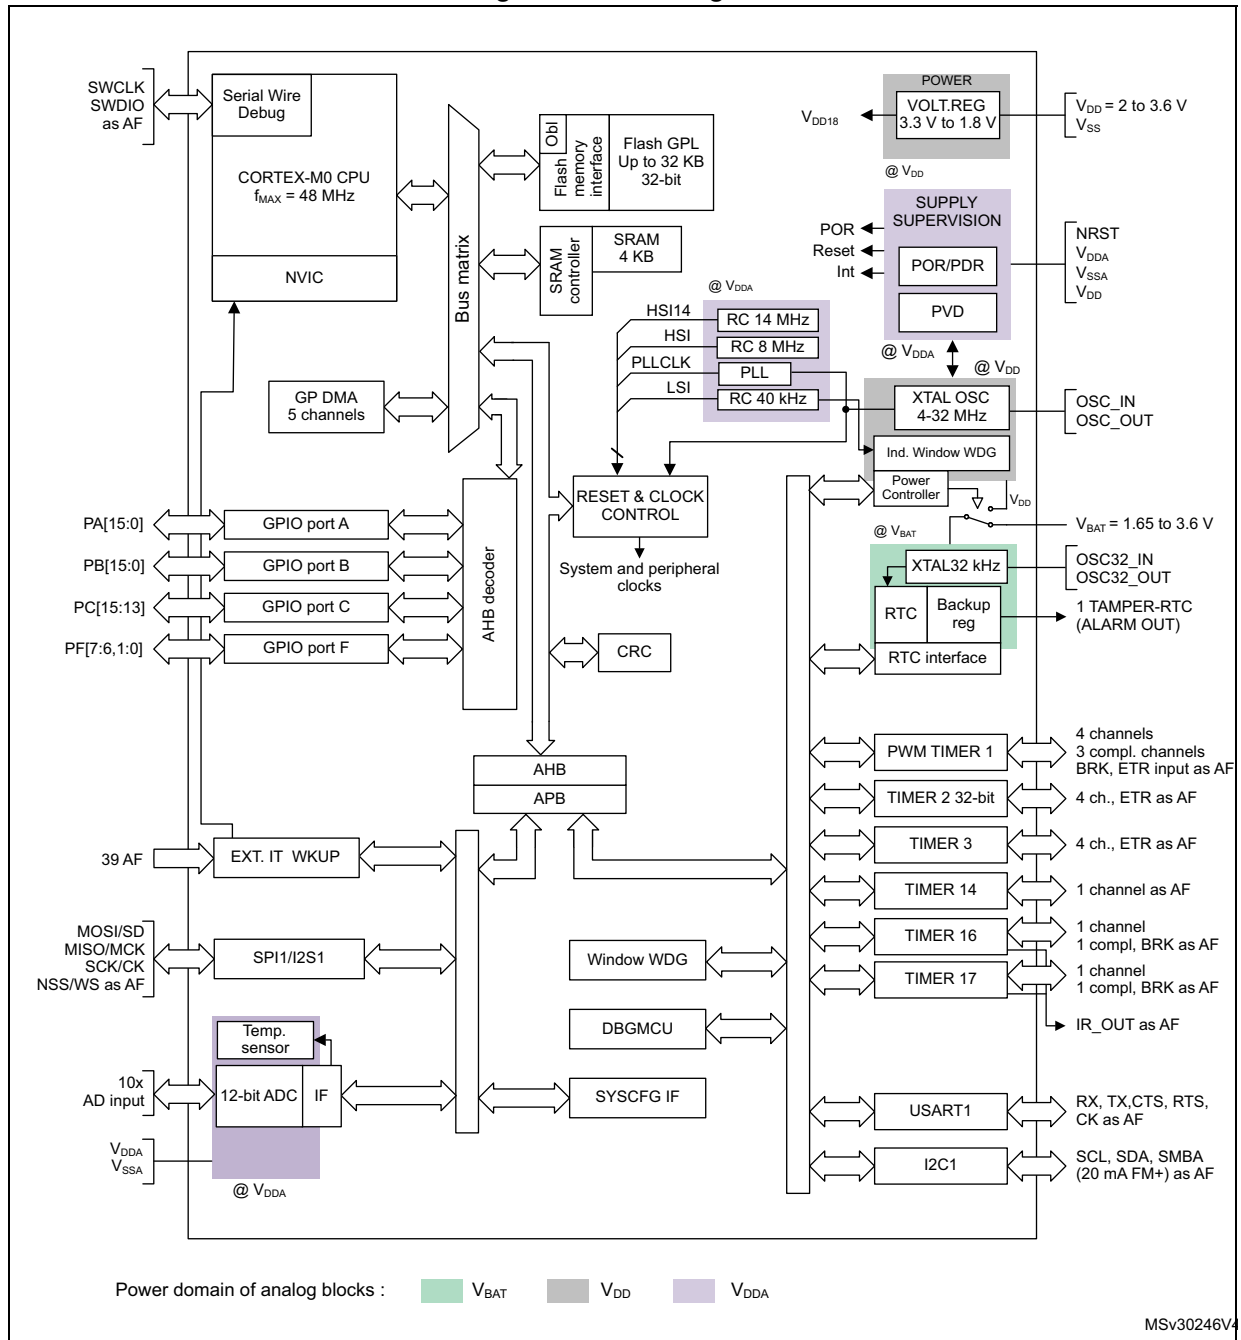 SWCLK
SWDIO
as AF
Serial Wire
Debug
CORTEX-M0 CPU
fMAX = 48 MHz
NVIC
Bus matrix
Obl
Flash
memory
interface
Flash GPL
Up to 32 KB
32-bit
SRAM
controller
SRAM
4 KB
POWER
VOLT.REG
3.3 V to 1.8 V
VDD18
VDD = 2 to 3.6 V
VSS
@ VDD
SUPPLY
SUPERVISION
POR
Reset
Int
POR/PDR
PVD
NRST
VDDA
VSSA
VDD
@ VDDA
@ VDDA
@ VDD
HSI14
HSI
PLLCLK
LSI
RC 14 MHz
RC 8 MHz
PLL
RC 40 kHz
GP DMA
5 channels
XTAL OSC
4-32 MHz
OSC_IN
OSC_OUT
Ind. Window WDG
Power
Controller
VDD
VBAT = 1.65 to 3.6 V
@ VBAT
RESET & CLOCK
CONTROL
System and peripheral
clocks
PA[15:0]
GPIO port A
PB[15:0]
GPIO port B
PC[15:13]
GPIO port C
PF[7:6,1:0]
GPIO port F
AHB decoder
CRC
XTAL32 kHz
OSC32_IN
OSC32_OUT
RTC
Backup
reg
1 TAMPER-RTC
(ALARM OUT)
RTC interface
AHB
APB
PWM TIMER 1
4 channels
3 compl. channels
BRK, ETR input as AF
TIMER 2 32-bit
4 ch., ETR as AF
TIMER 3
4 ch., ETR as AF
TIMER 14
1 channel as AF
TIMER 16
1 channel
1 compl, BRK as AF
TIMER 17
1 channel
1 compl, BRK as AF
IR_OUT as AF
39 AF
EXT. IT WKUP
MOSI/SD
MISO/MCK
SCK/CK
NSS/WS as AF
SPI1/I2S1
Window WDG
DBGMCU
SYSCFG IF
Temp.
sensor
10x
AD input
12-bit ADC
IF
VDDA
VSSA
@ VDDA
USART1
RX, TX,CTS, RTS,
CK as AF
I2C1
SCL, SDA, SMBA
(20 mA FM+) as AF
Power domain of analog blocks :
VBAT
VDD
VDDA
MSv30246V4